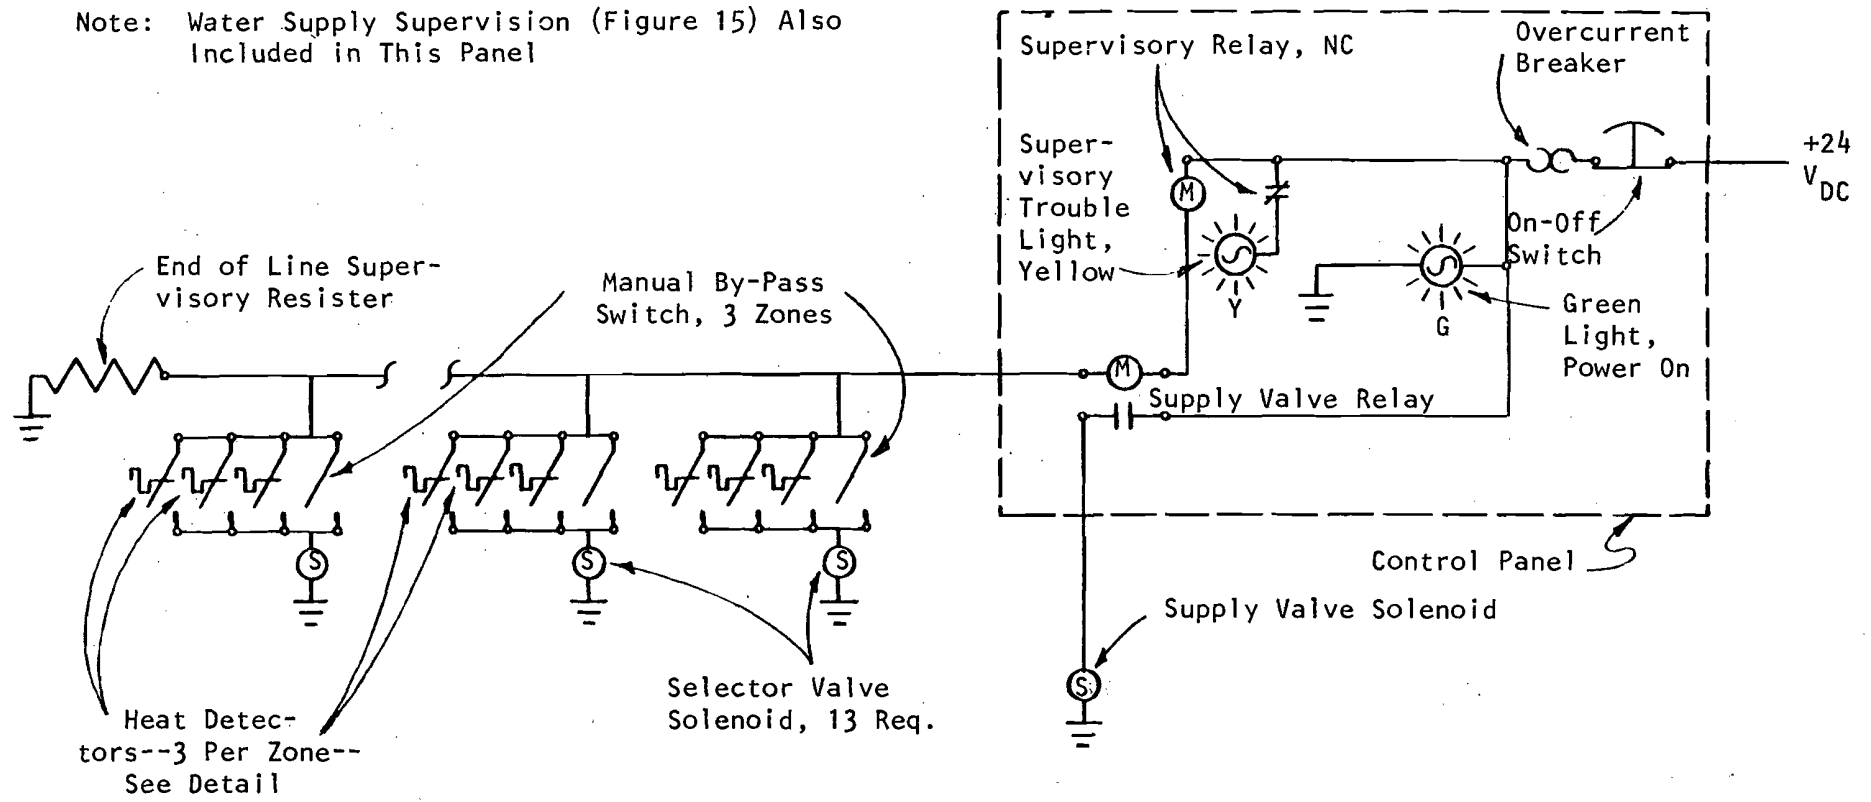 Note: Water Supply Supervision (Figure 15) Also
Included in This Panel
Supervisory Relay, NC
Overcurrent
Breaker
Super-
visory
Trouble
Light,
Yellow
+24
V DC
On-Off
Switch
M
Y
G
Green
Light,
Power On
End of Line Super-
visory Resister
Manual By-Pass
Switch, 3 Zones
M
Supply Valve Relay
S
S
S
Control Panel
Supply Valve Solenoid
S
Selector Valve
Solenoid, 13 Req.
Heat Detec-
tors--3 Per Zone--
See Detail